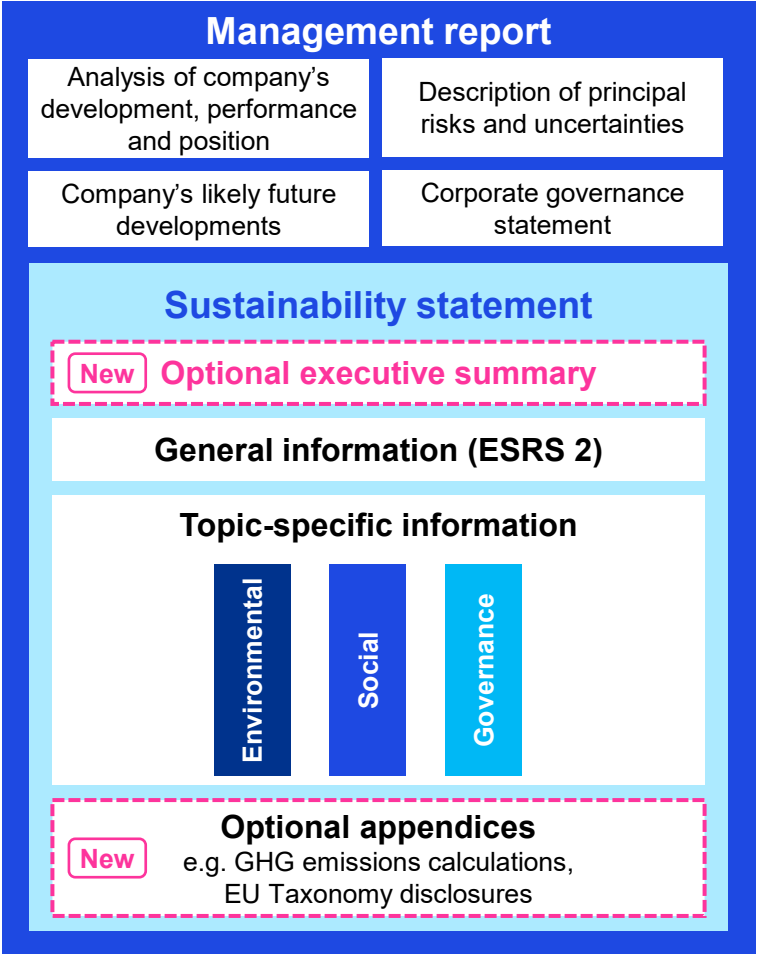 Management report
Analysis of company’s
development, performance
and position
Description of principal
risks and uncertainties
Company’s likely future
developments
Corporate governance
statement
Sustainability statement
New Optional executive summary
General information (ESRS 2)
Topic-specific information
Environmental
Social
Governance
New
Optional appendices
e.g. GHG emissions calculations,
EU Taxonomy disclosures